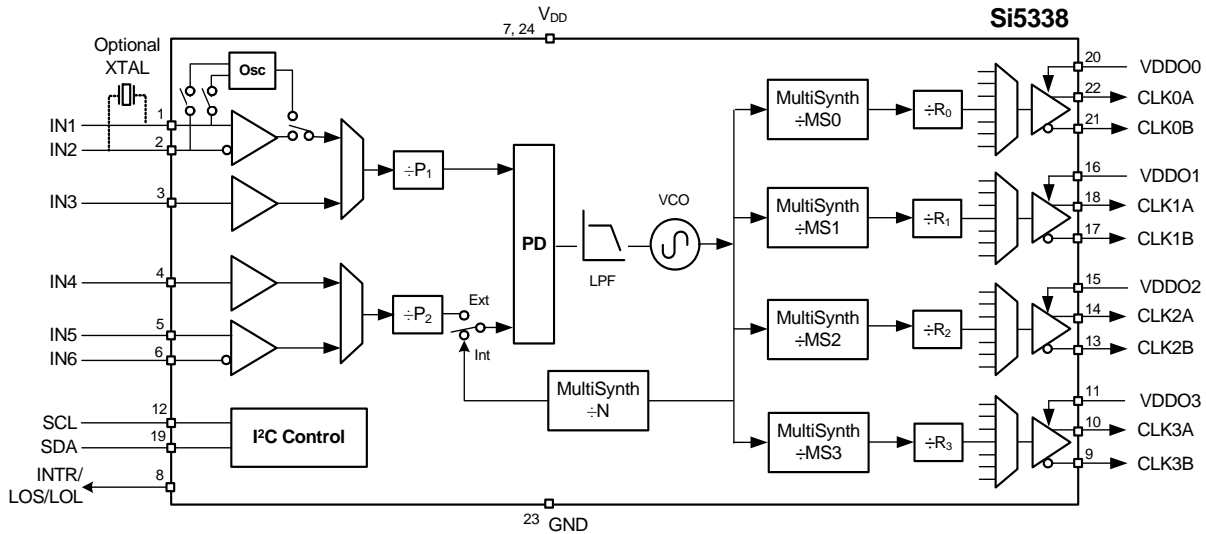 Si5338
V_DD
7, 24
Optional
XTAL
Osc
1
IN1
2
IN2
3
IN3
4
IN4
5
IN5
6
IN6
12
SCL
19
SDA
INTR/
LOS/LOL
8
I²C Control
÷P₁
÷P₂
Ext
Int
PD
LPF
VCO
MultiSynth
÷N
MultiSynth
÷MS0
÷R₀
MultiSynth
÷MS1
÷R₁
MultiSynth
÷MS2
÷R₂
MultiSynth
÷MS3
÷R₃
20
VDDO0
22
CLK0A
21
CLK0B
16
VDDO1
18
CLK1A
17
CLK1B
15
VDDO2
14
CLK2A
13
CLK2B
11
VDDO3
10
CLK3A
9
CLK3B
23 GND